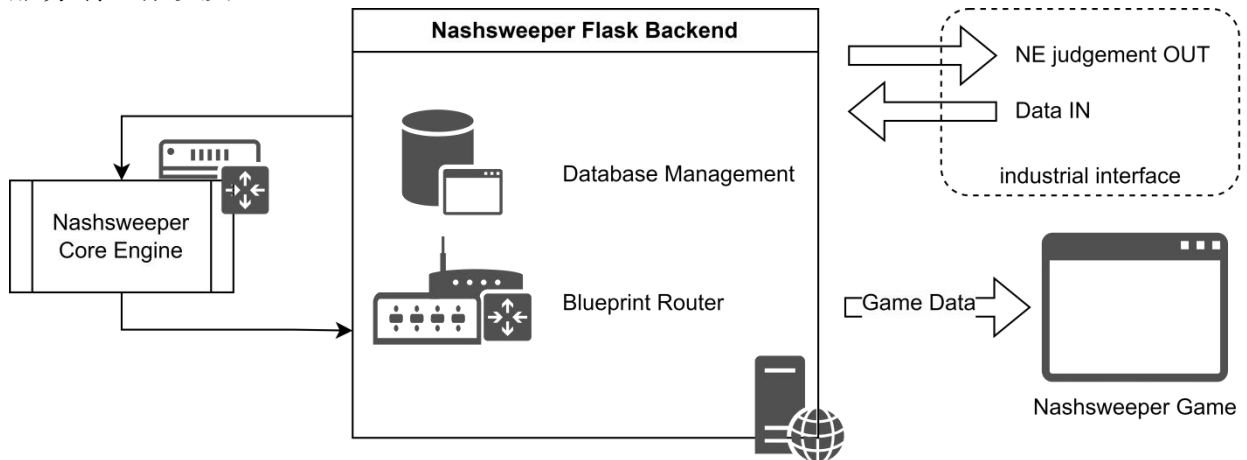 Nashsweeper Flask Backend
NE judgement OUT
Data IN
industrial interface
Database Management
Nashsweeper
Core Engine
Blueprint Router
Game Data
Nashsweeper Game